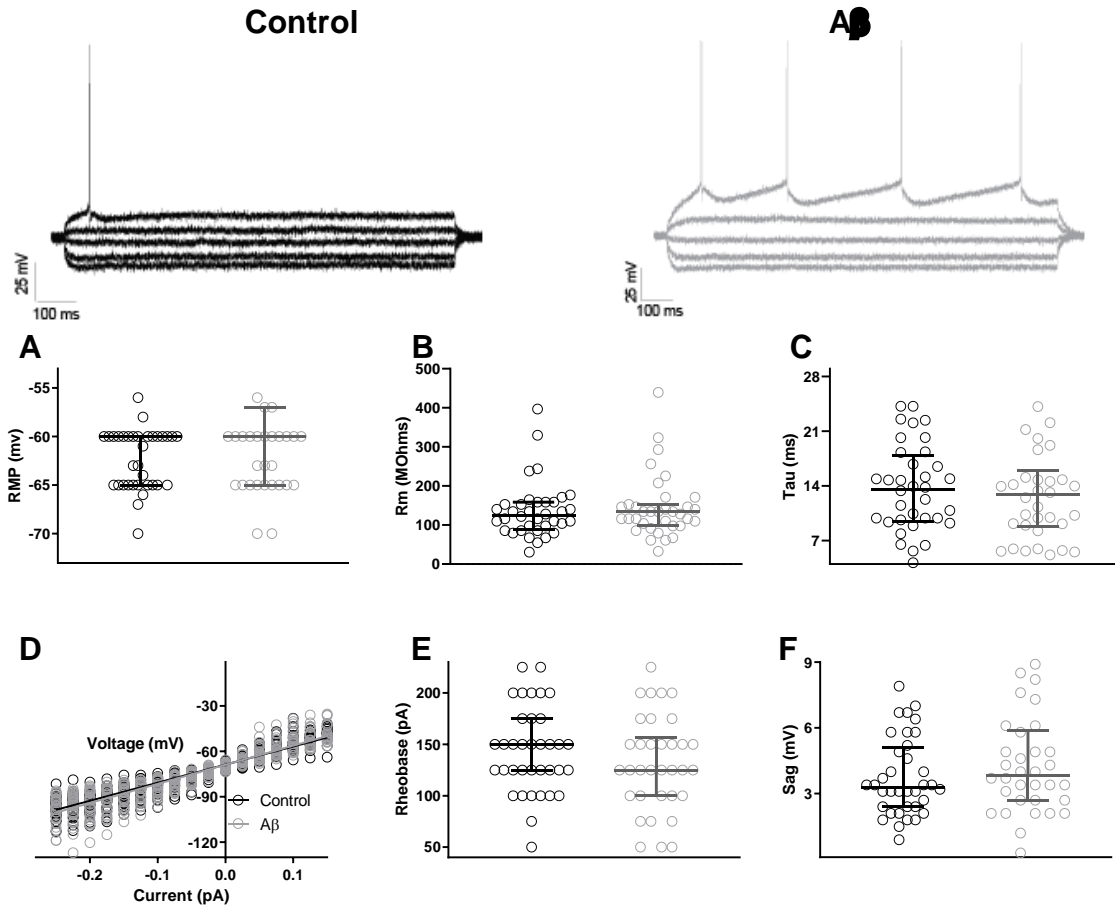 Control
Aβ
25 mV
100 ms
25 mV
100 ms
A
B
C
RMP (mv)
-55
-60
-65
-70
Rm (MOhms)
500
400
300
200
100
0
Tau (ms)
28
21
14
7
D
E
F
Voltage (mV)
-30
-60
-90
-120
Control
Aβ
-0.2
-0.1
0.0
0.1
Current (pA)
Rheobase (pA)
200
150
100
50
Sag (mV)
9
6
3